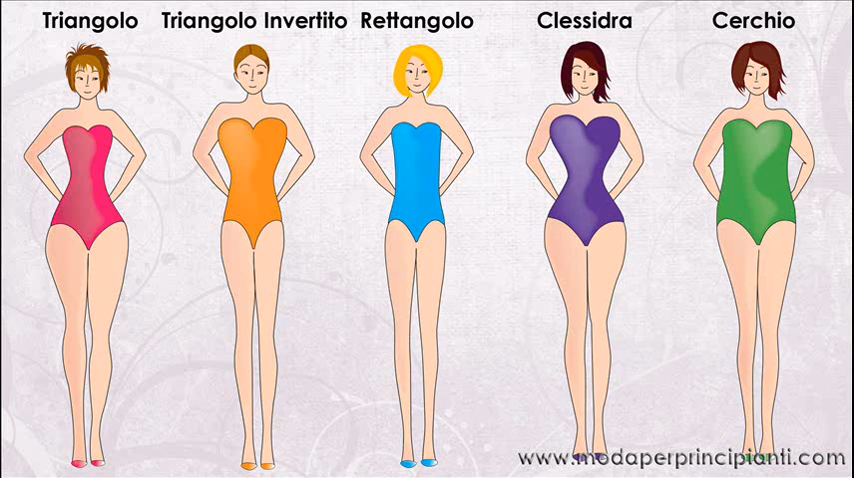 Triangolo Triangolo Invertito Rettangolo Clessidra Cerchio
www.modaperprincipianti.com